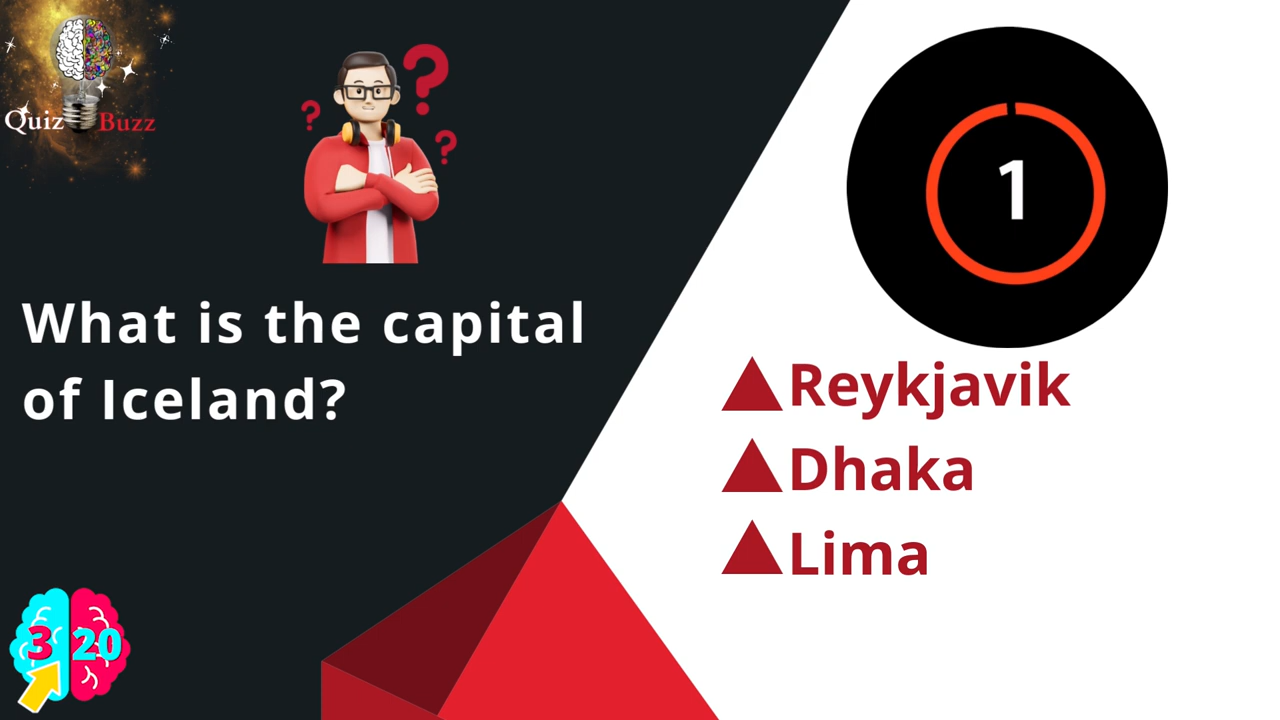 Quiz Buzz
?
?
?
1
What is the capital
of Iceland?
Reykjavik
Dhaka
Lima
3 20